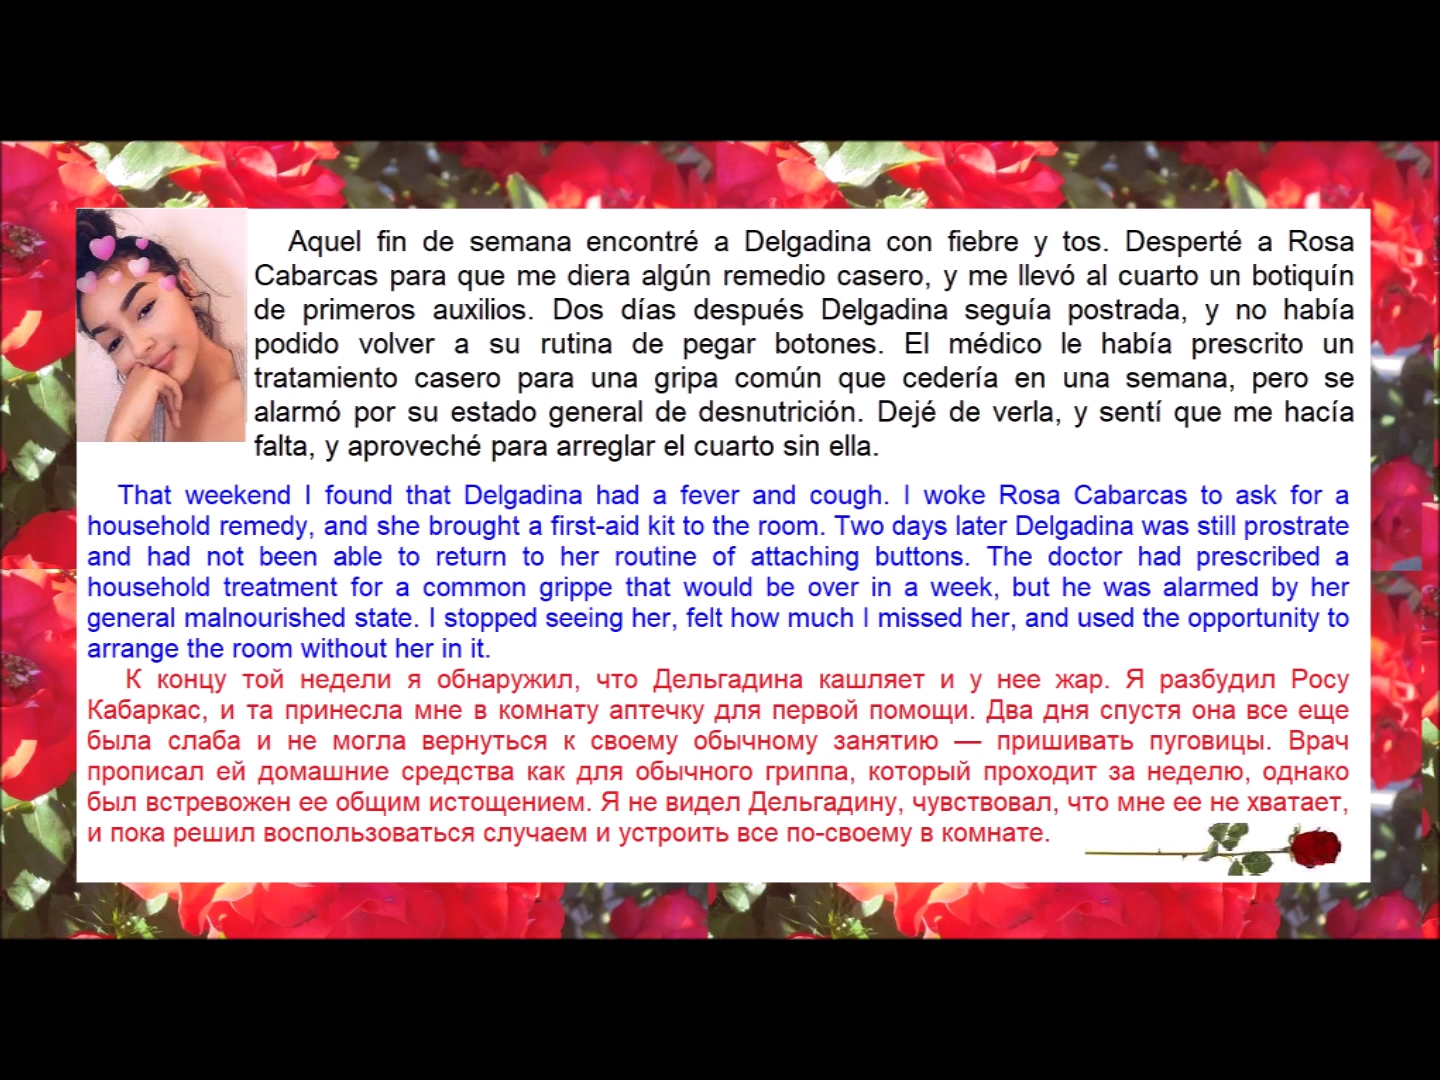 Aquel fin de semana encontré a Delgadina con fiebre y tos. Desperté a Rosa
Cabarcas para que me diera algún remedio casero, y me llevó al cuarto un botiquín
de primeros auxilios. Dos días después Delgadina seguía postrada, y no había
podido volver a su rutina de pegar botones. El médico le había prescrito un
tratamiento casero para una gripa común que cedería en una semana, pero se
alarmó por su estado general de desnutrición. Dejé de verla, y sentí que me hacía
falta, y aproveché para arreglar el cuarto sin ella.
That weekend I found that Delgadina had a fever and cough. I woke Rosa Cabarcas to ask for a
household remedy, and she brought a first-aid kit to the room. Two days later Delgadina was still prostrate
and had not been able to return to her routine of attaching buttons. The doctor had prescribed a
household treatment for a common grippe that would be over in a week, but he was alarmed by her
general malnourished state. I stopped seeing her, felt how much I missed her, and used the opportunity to
arrange the room without her in it.
К концу той недели я обнаружил, что Дельгадина кашляет и у нее жар. Я разбудил Росу
Кабаркас, и та принесла мне в комнату аптечку для первой помощи. Два дня спустя она все еще
была слаба и не могла вернуться к своему обычному занятию — пришивать пуговицы. Врач
прописал ей домашние средства как для обычного гриппа, который проходит за неделю, однако
был встревожен ее общим истощением. Я не видел Дельгадину, чувствовал, что мне ее не хватает,
и пока решил воспользоваться случаем и устроить все по-своему в комнате.